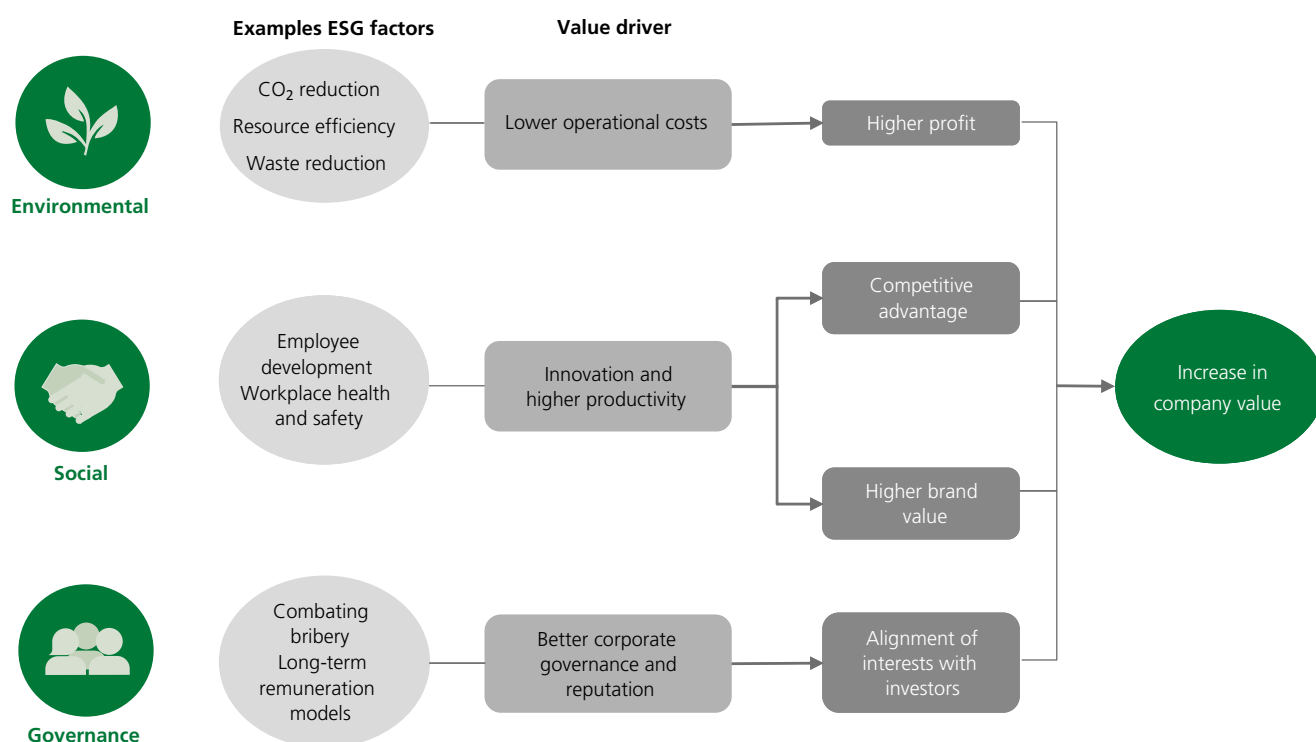 Examples ESG factors
Value driver
CO₂ reduction
Resource efficiency
Waste reduction
Lower operational costs
Higher profit
Environmental
Employee
development
Workplace health
and safety
Innovation and
higher productivity
Competitive
advantage
Higher brand
value
Increase in
company value
Social
Combating
bribery
Long-term
remuneration
models
Better corporate
governance and
reputation
Alignment of
interests with
investors
Governance